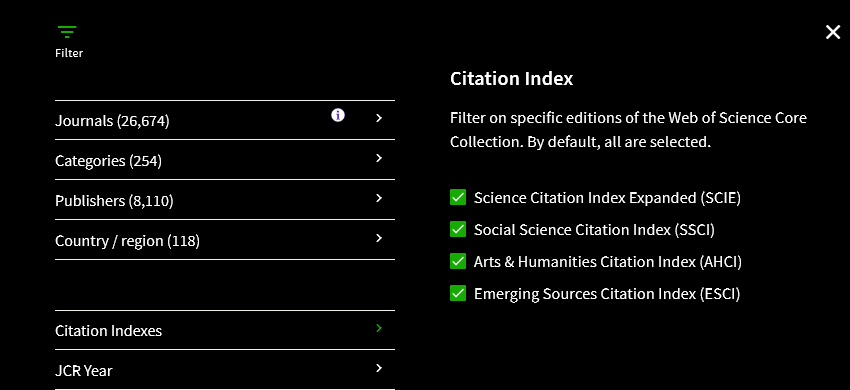 Filter
Journals (26,674)
Categories (254)
Publishers (8,110)
Country / region (118)
Citation Indexes
JCR Year
Citation Index
Filter on specific editions of the Web of Science Core
Collection. By default, all are selected.
Science Citation Index Expanded (SCIE)
Social Science Citation Index (SSCI)
Arts & Humanities Citation Index (AHCI)
Emerging Sources Citation Index (ESCI)